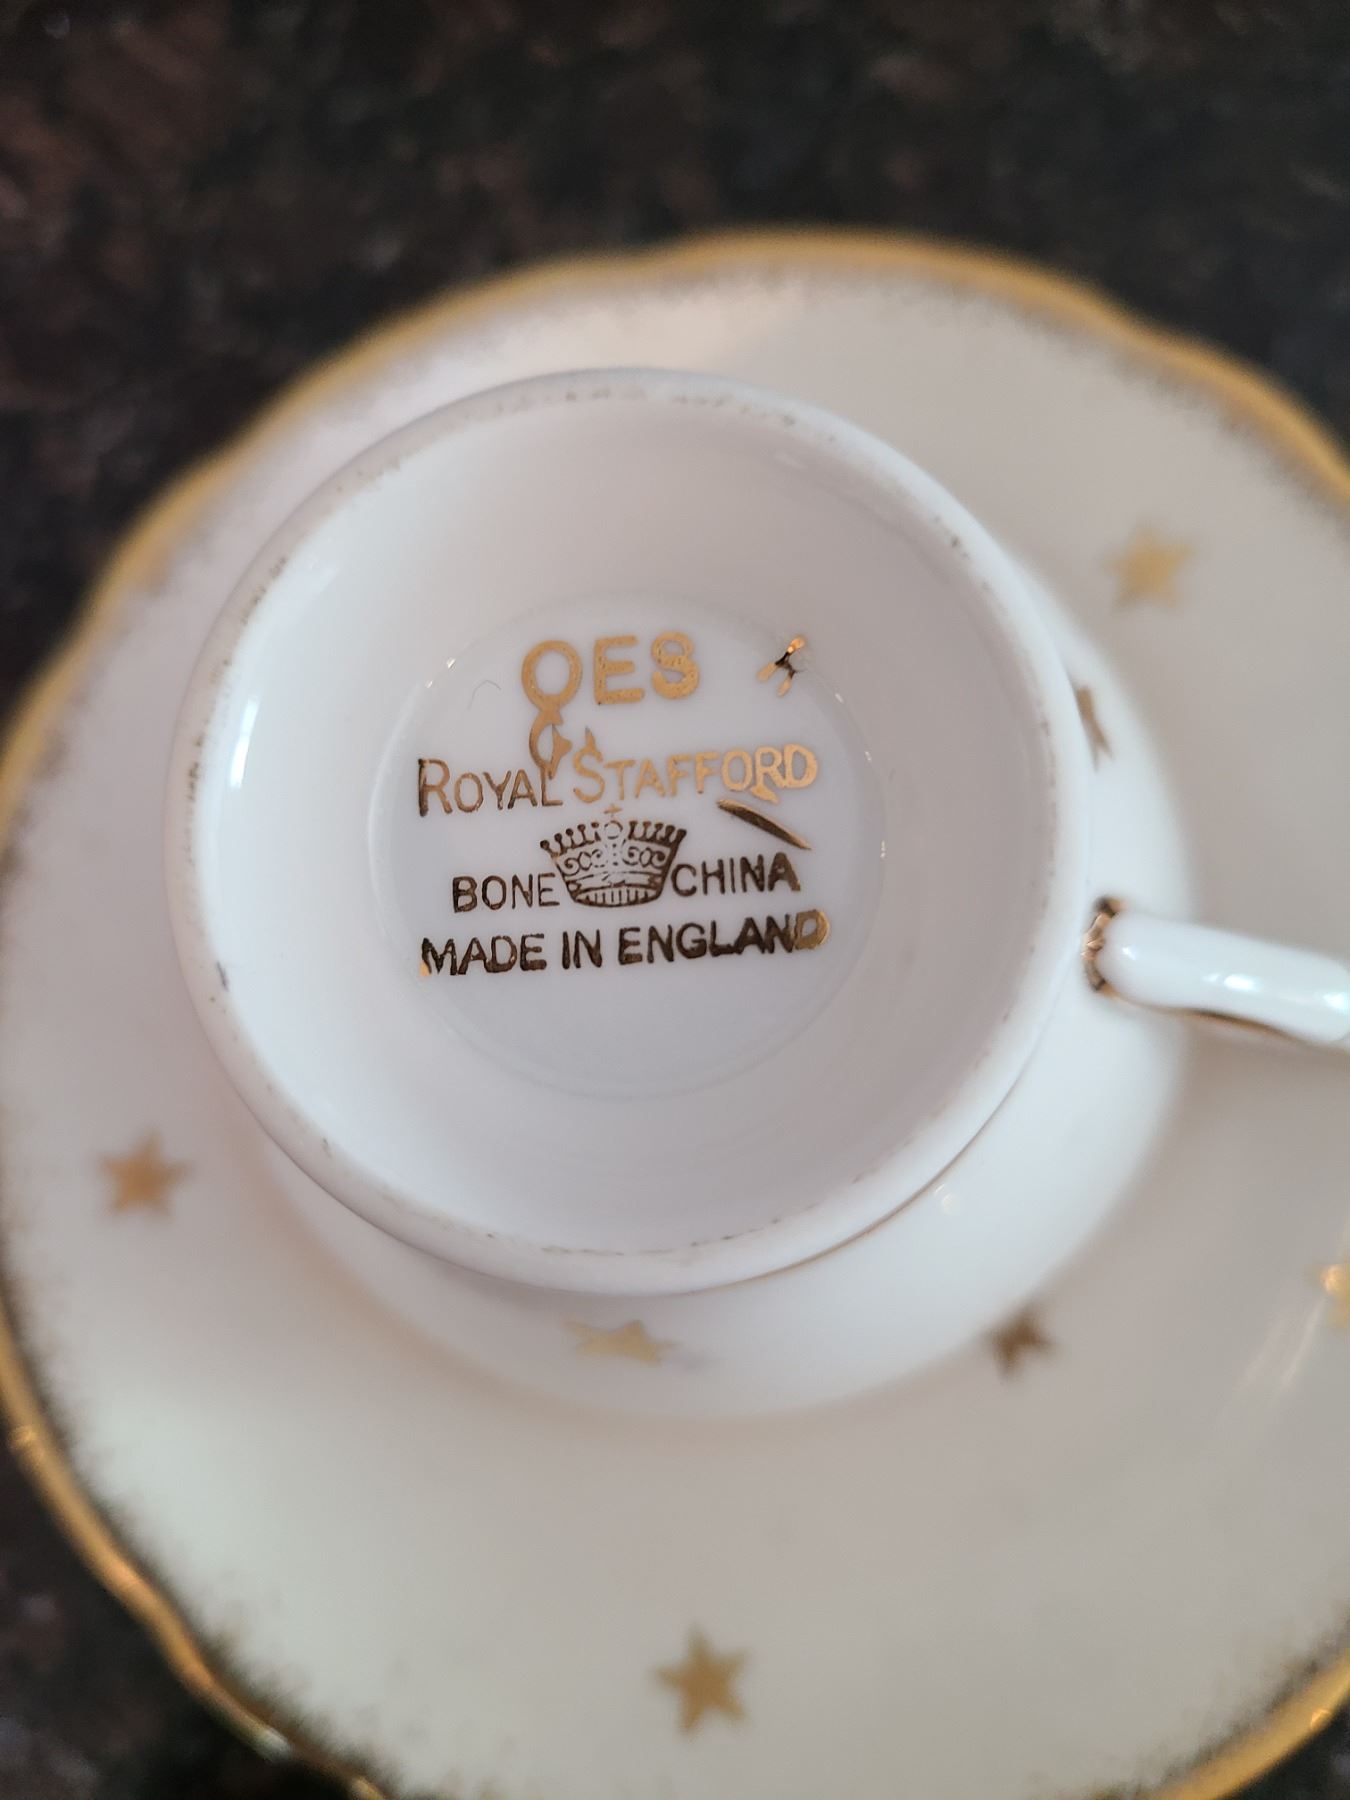 OES
ROYAL STAFFORD
BONE CHINA
MADE IN ENGLAND